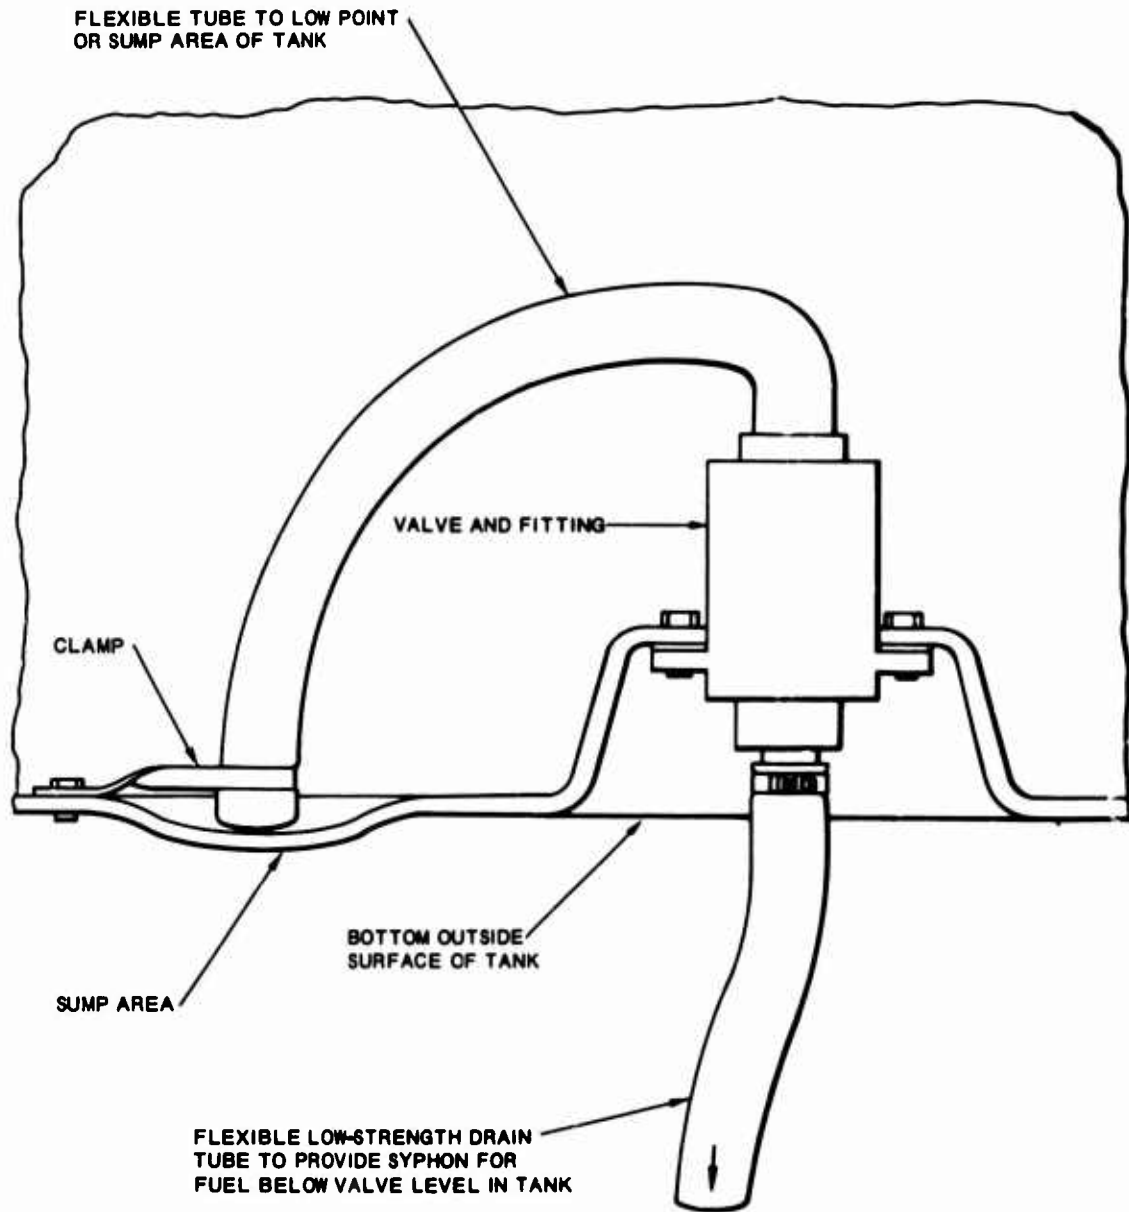 FLEXIBLE TUBE TO LOW POINT
OR SUMP AREA OF TANK
VALVE AND FITTING
CLAMP
BOTTOM OUTSIDE
SURFACE OF TANK
SUMP AREA
FLEXIBLE LOW-STRENGTH DRAIN
TUBE TO PROVIDE SYPHON FOR
FUEL BELOW VALVE LEVEL IN TANK